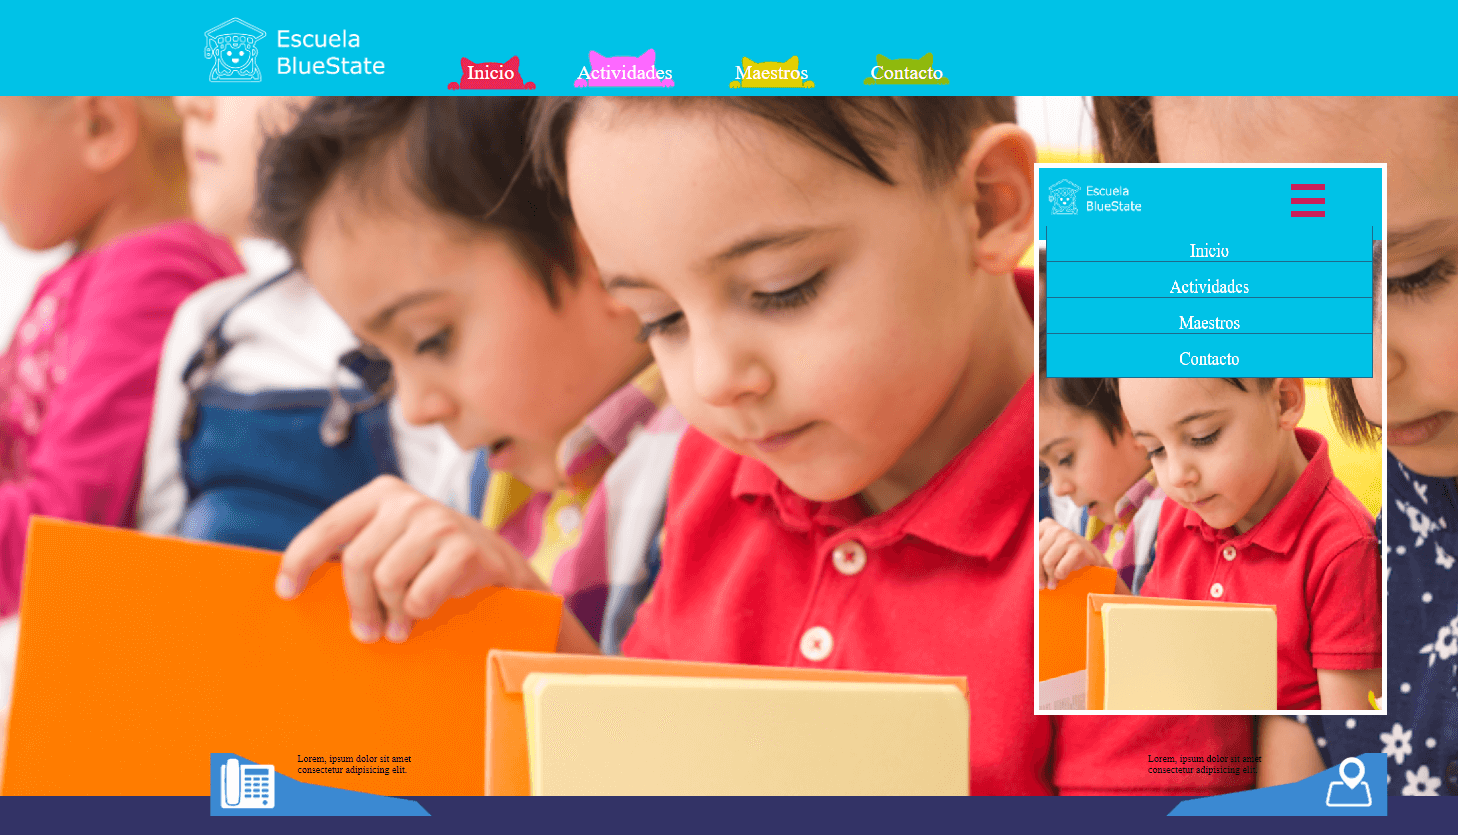 Escuela
BlueState
Inicio
Actividades
Maestros
Contacto
Escuela
BlueState
Inicio
Actividades
Maestros
Contacto
Lorem, ipsum dolor sit amet
consectetur adipisicing elit.
Lorem, ipsum dolor sit amet
consectetur adipisicing elit.